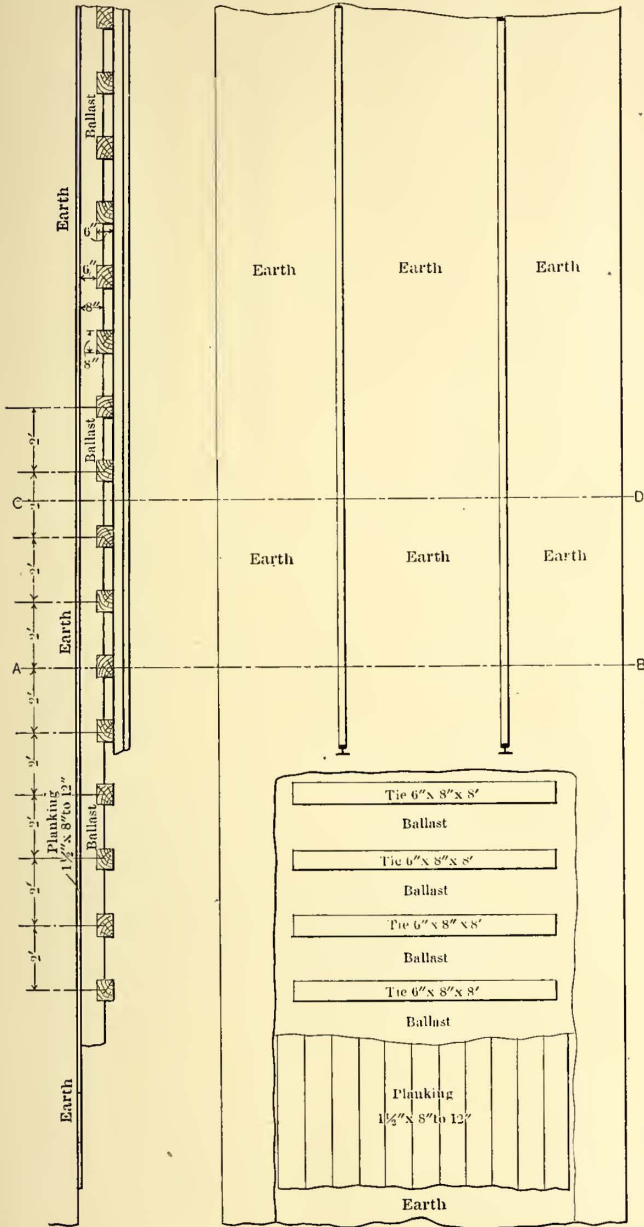 Ballast
Earth
6"
6"
8"
8"
Ballast
2'
2'
2'
2'
2'
2'
2'
2'
2'
C
D
Earth
A
B
Planking
1½"x 8"to 12"
Ballast
Earth
Earth Earth Earth
Earth Earth Earth
Tie 6"x 8"x 8'
Ballast
Tie 6"x 8"x 8'
Ballast
Tie 6"x 8"x 8'
Ballast
Tie 6"x 8"x 8'
Ballast
Planking
1½"x 8"to 12"
Earth